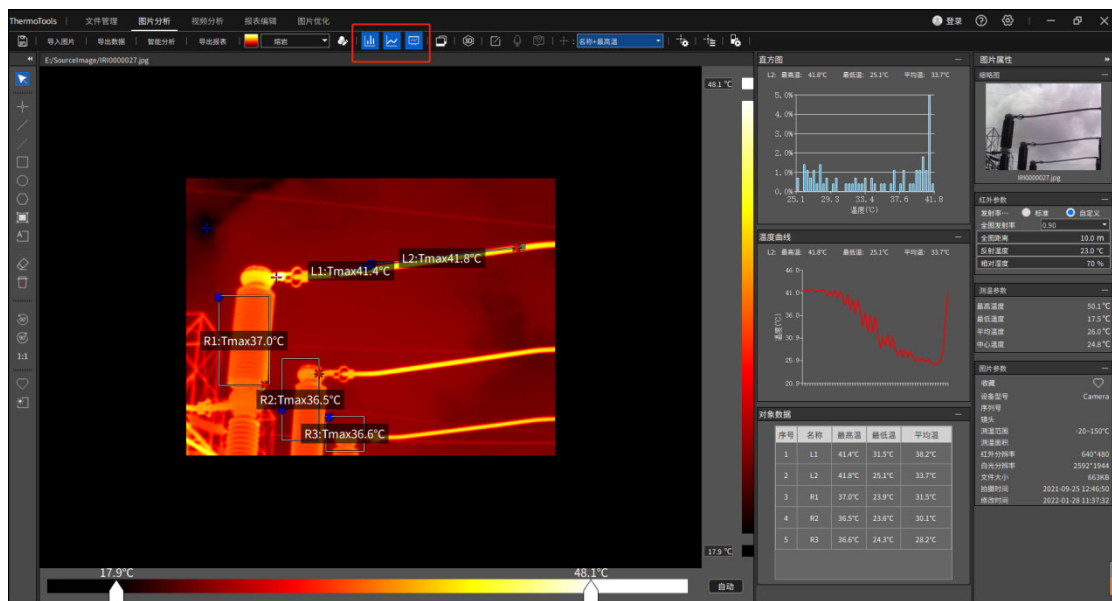 ThermoTools 文件管理 图片分析 视频分析 报表编辑 图片优化 登录
导入图片 导出数据 智能分析 导出报表 熔岩 3D 名称+最高温
E:/SourceImage/IRI0000027.jpg
48.1 ℃
L2:Tmax41.8℃
L1:Tmax41.4℃
R1:Tmax37.0℃
R2:Tmax36.5℃
R3:Tmax36.6℃
1:1
17.9 ℃
17.9℃ 48.1℃
自动
直方图
L2: 最高温: 41.8℃ 最低温: 25.1℃ 平均温: 33.7℃
5.0%
4.0%
3.0%
2.0%
1.0%
0.0%
25.1 29.3 33.4 37.6 41.8
温度(℃)
温度曲线
L2: 最高温: 41.8℃ 最低温: 25.1℃ 平均温: 33.7℃
46.0
41.0
36.0
30.9
25.9
20.9
温度(℃)
对象数据
序号 名称 最高温 最低温 平均温
1 L1 41.4℃ 31.5℃ 38.2℃
2 L2 41.8℃ 25.1℃ 33.7℃
3 R1 37.0℃ 23.9℃ 31.5℃
4 R2 36.5℃ 23.6℃ 30.1℃
5 R3 36.6℃ 24.3℃ 28.2℃
图片属性
缩略图
IRI0000027.jpg
红外参数
发射率… 标准 自定义
全图发射率 0.90
全图距离 10.0 m
反射温度 23.0 ℃
相对湿度 70 %
测温参数
最高温度 50.1℃
最低温度 17.5℃
平均温度 26.0℃
中心温度 24.8℃
图片参数
收藏
设备型号 Camera
序列号
镜头
测温范围 -20~150℃
测温面积
红外分辨率 640*480
白光分辨率 2592*1944
文件大小 663KB
拍摄时间 2021-09-25 12:46:50
修改时间 2022-01-28 11:37:32